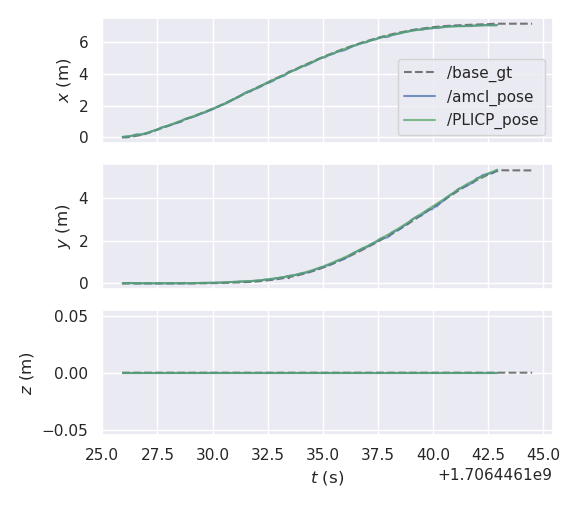 6
4
2
0
x (m)
/base_gt
/amcl_pose
/PLICP_pose
4
2
0
y (m)
0.05
0.00
−0.05
z (m)
25.0 27.5 30.0 32.5 35.0 37.5 40.0 42.5 45.0
t (s)
+1.7064461e9